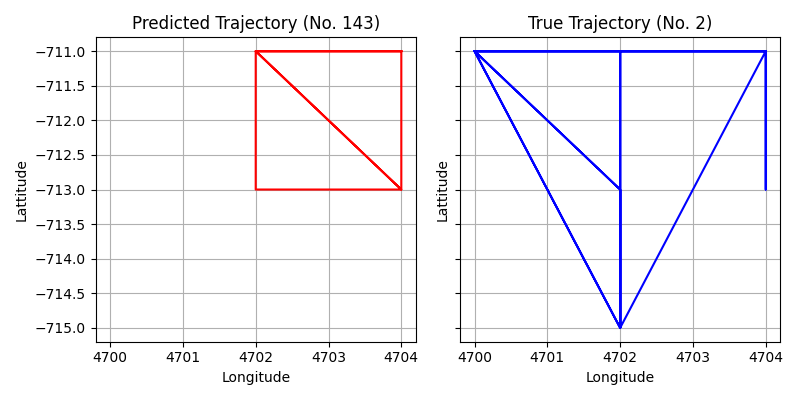 Predicted Trajectory (No. 143)
True Trajectory (No. 2)
−711.0
−711.5
−712.0
−712.5
−713.0
−713.5
−714.0
−714.5
−715.0
Lattitude
Lattitude
4700 4701 4702 4703 4704
4700 4701 4702 4703 4704
Longitude
Longitude